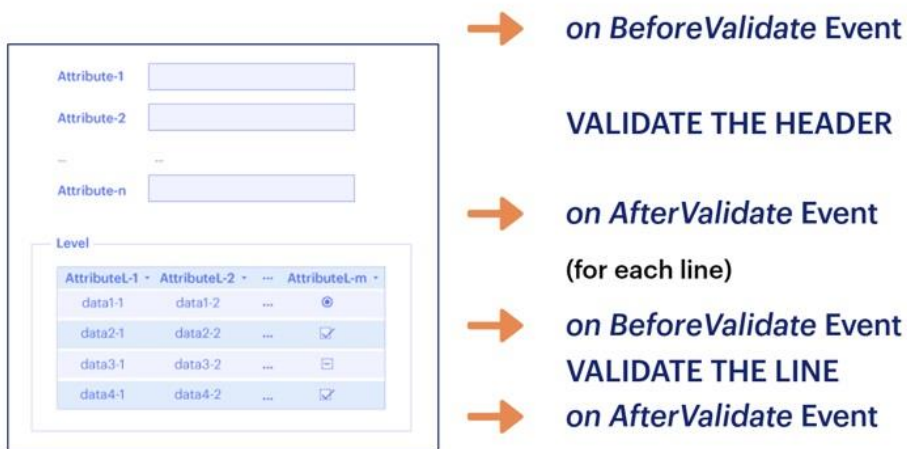 on BeforeValidate Event
Attribute-1
Attribute-2
VALIDATE THE HEADER
... ...
Attribute-n
on AfterValidate Event
Level
(for each line)
AttributeL-1 AttributeL-2 ... AttributeL-m
data1-1 data1-2 ...
data2-1 data2-2 ...
on BeforeValidate Event
data3-1 data3-2 ...
VALIDATE THE LINE
data4-1 data4-2 ...
on AfterValidate Event